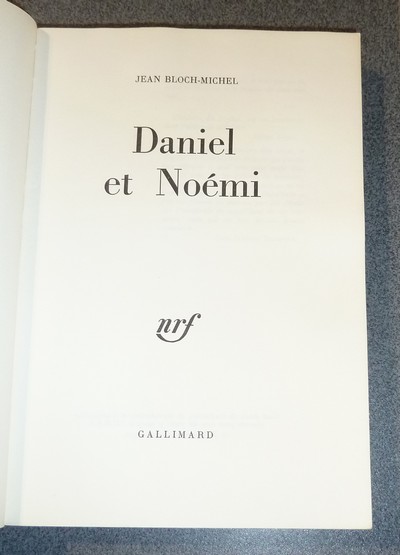 JEAN BLOCH-MICHEL
Daniel
et Noémi
nrf
GALLIMARD